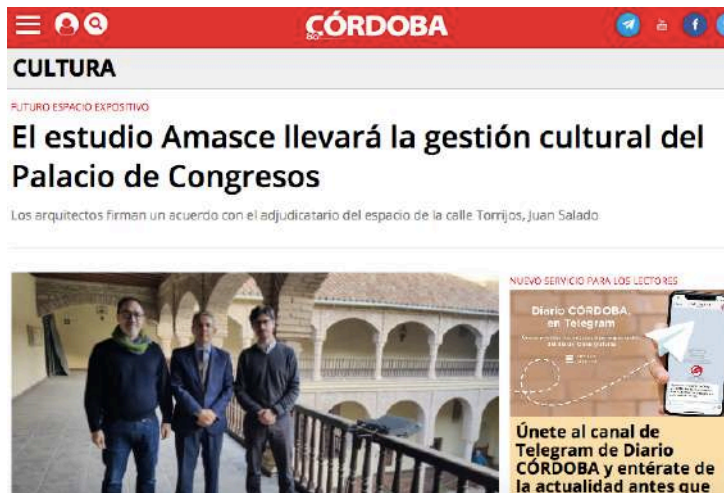 CÓRDOBA
CULTURA
FUTURO ESPACIO EXPOSITIVO
El estudio Amasce llevará la gestión cultural del
Palacio de Congresos
Los arquitectos firman un acuerdo con el adjudicatario del espacio de la calle Torrijos, Juan Salado
NUEVO SERVICIO PARA LOS LECTORES
Diario CÓRDOBA,
en Telegram
Únete al canal de
Telegram de Diario
CÓRDOBA y entérate de
la actualidad antes que